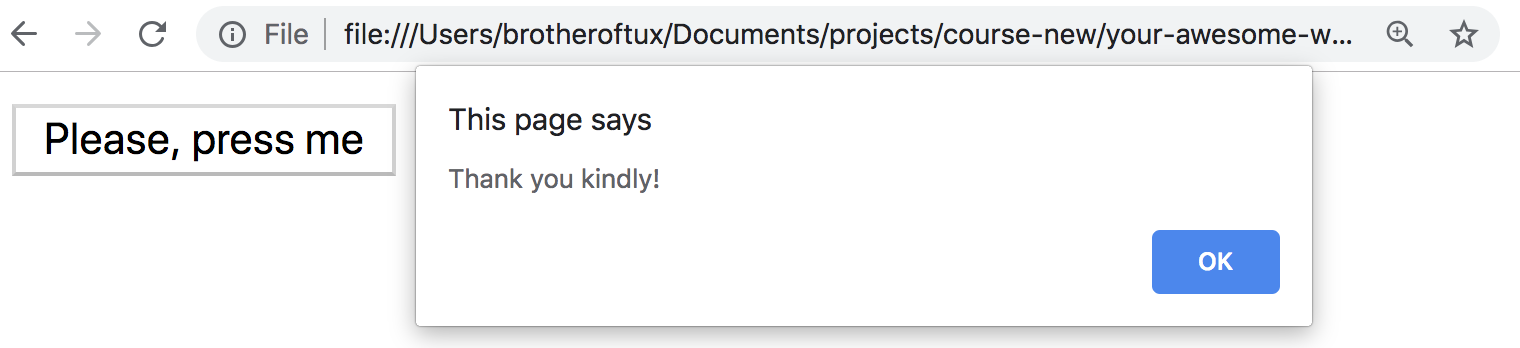 File file:///Users/brotheroftux/Documents/projects/course-new/your-awesome-w...
This page says
Please, press me
Thank you kindly!
OK